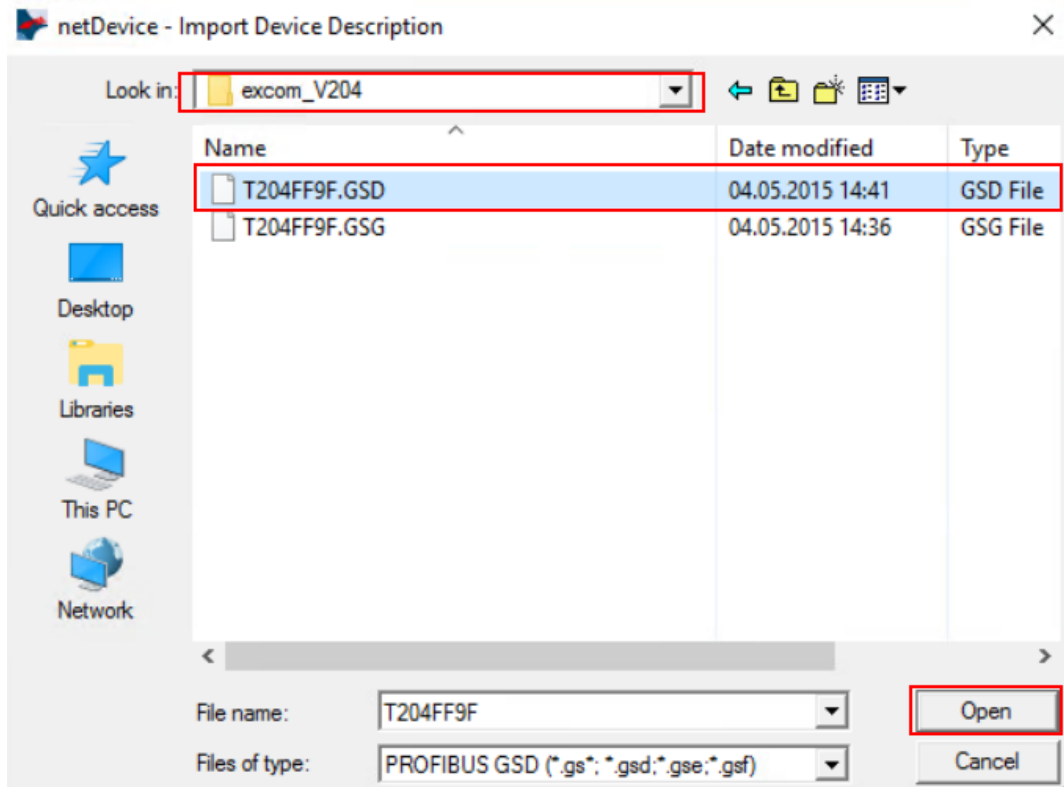 netDevice - Import Device Description
Look in: excom_V204
Name Date modified Type
T204FF9F.GSD 04.05.2015 14:41 GSD File
T204FF9F.GSG 04.05.2015 14:36 GSG File
Quick access
Desktop
Libraries
This PC
Network
File name: T204FF9F Open
Files of type: PROFIBUS GSD (*.gs*; *.gsd;*.gse;*.gsf) Cancel